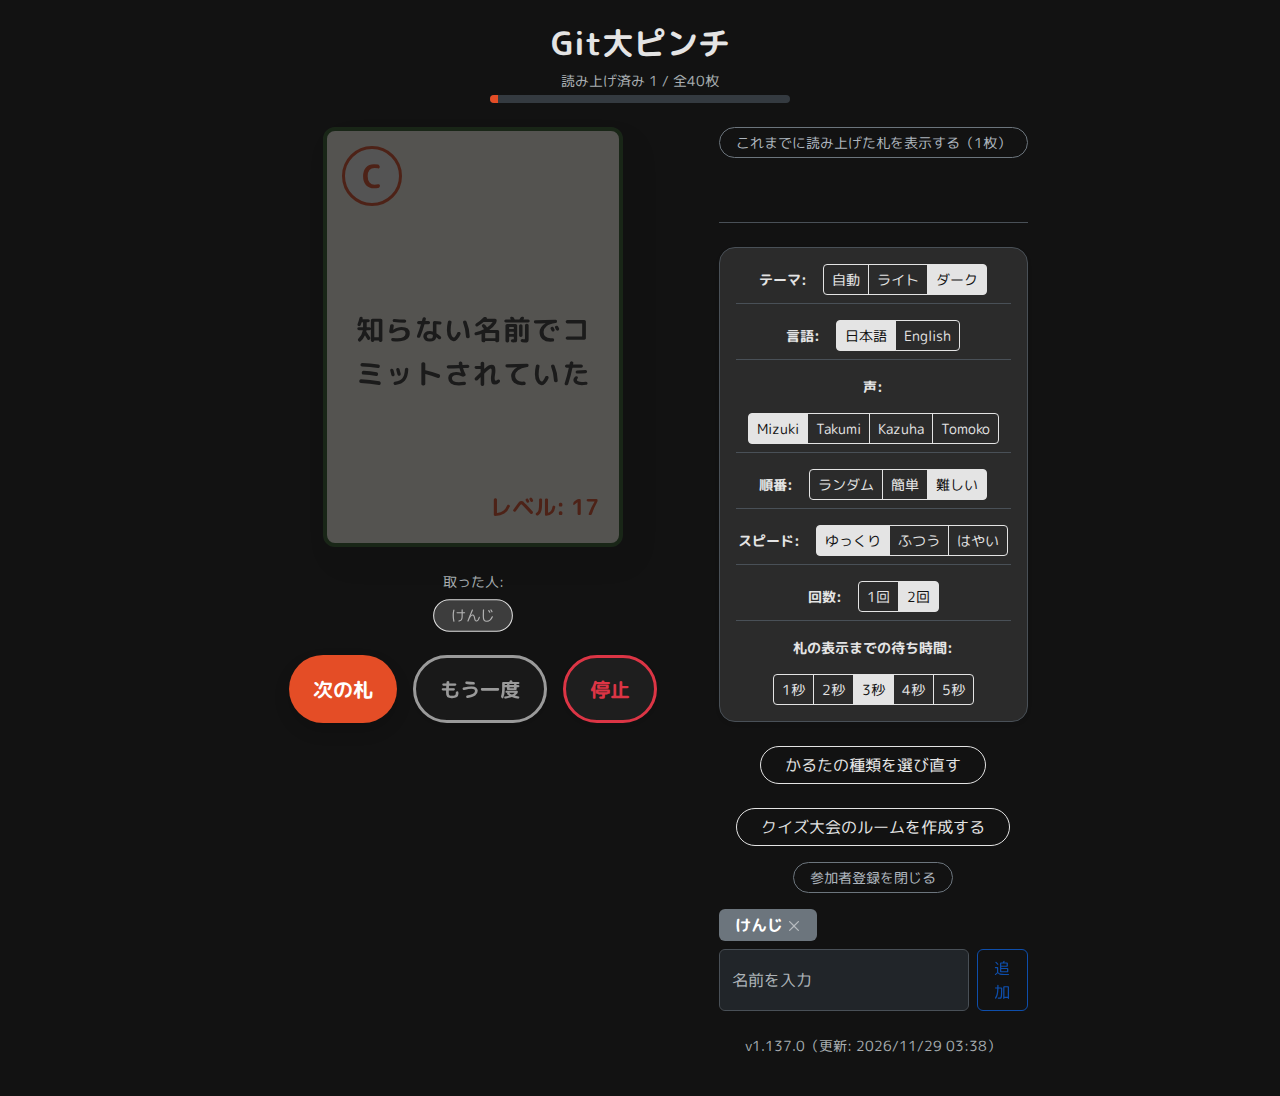 Git大ピンチ
読み上げ済み 1 / 全40枚
C
知らない名前でコ
ミットされていた
レベル: 17
取った人:
けんじ
次の札
もう一度
停止
これまでに読み上げた札を表示する（1枚）
テーマ: 自動 ライト ダーク
言語: 日本語 English
声:
Mizuki Takumi Kazuha Tomoko
順番: ランダム 簡単 難しい
スピード: ゆっくり ふつう はやい
回数: 1回 2回
札の表示までの待ち時間:
1秒 2秒 3秒 4秒 5秒
かるたの種類を選び直す
クイズ大会のルームを作成する
参加者登録を閉じる
けんじ ×
名前を入力
追
加
v1.137.0（更新: 2026/11/29 03:38）